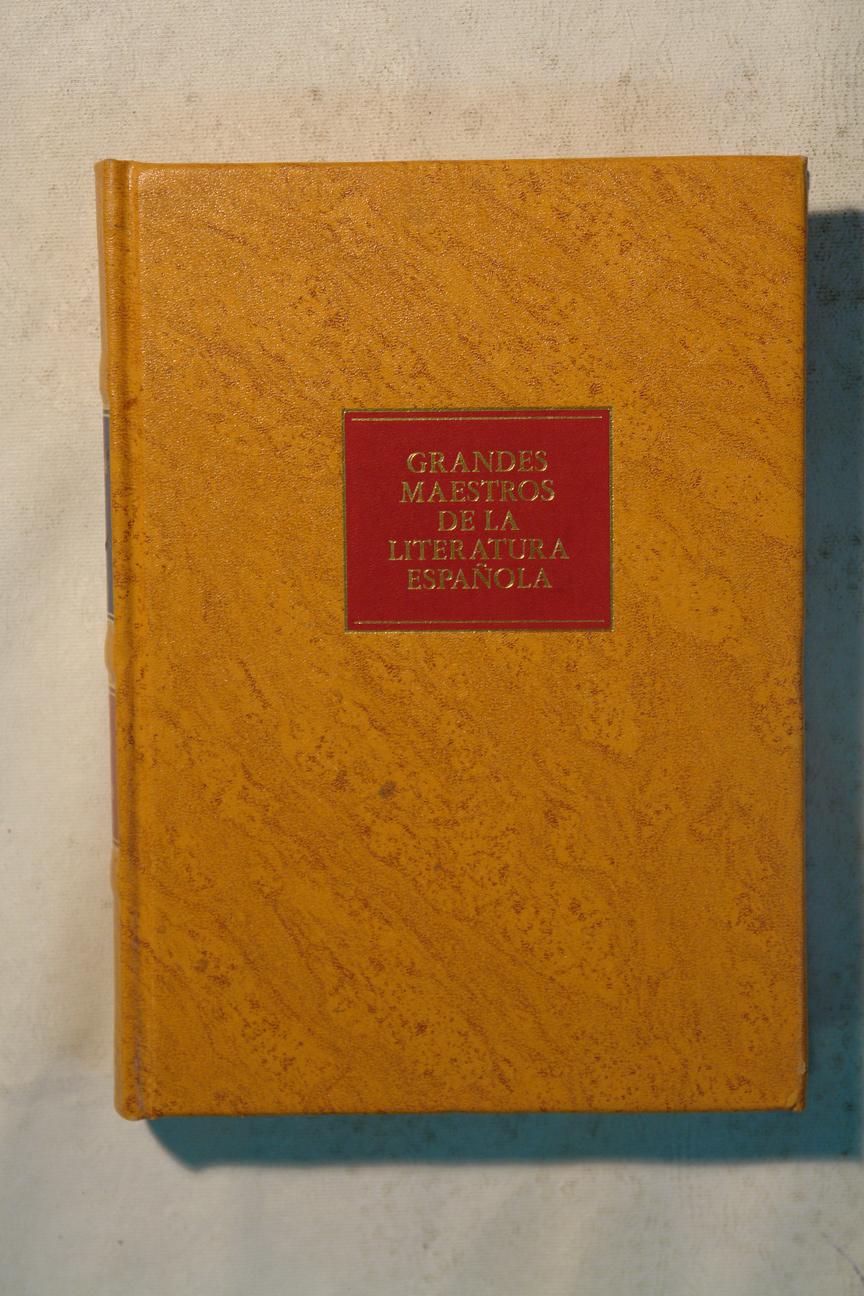 GRANDES
MAESTROS
DE LA
LITERATURA
ESPAÑOLA